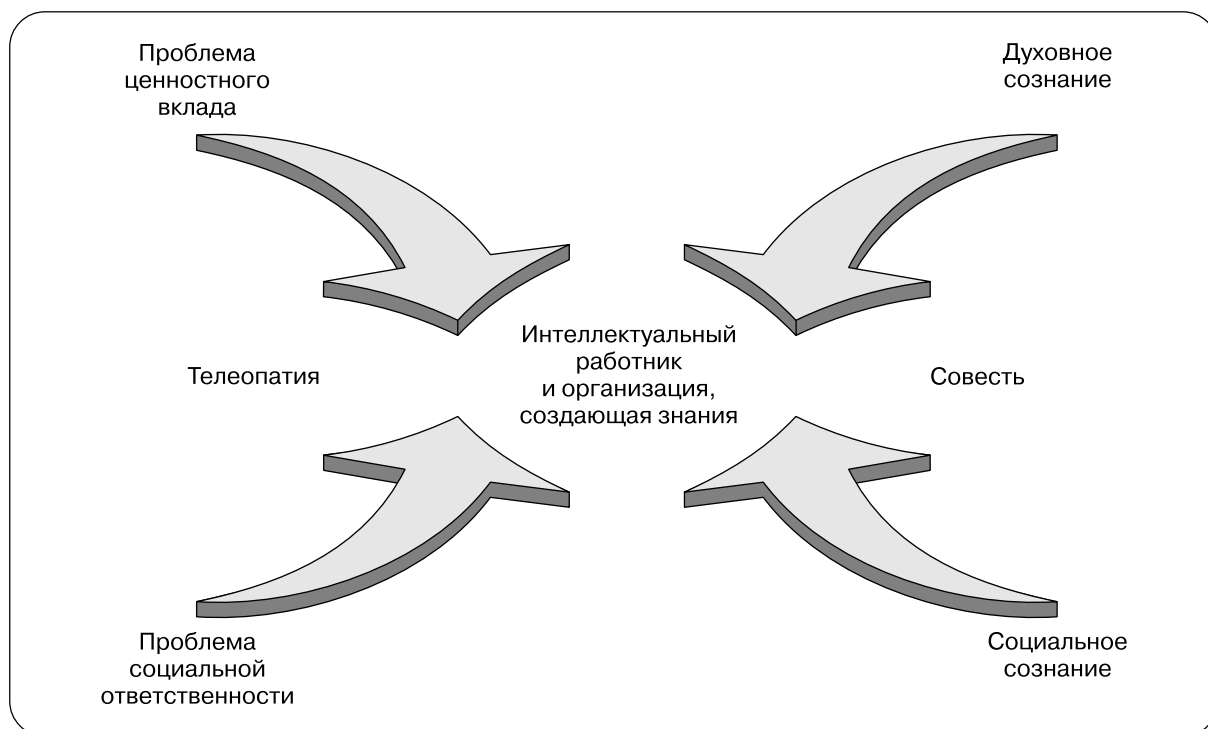 Проблема
ценностного
вклада
Духовное
сознание
Телеопатия
Интеллектуальный
работник
и организация,
создающая знания
Совесть
Проблема
социальной
ответственности
Социальное
сознание